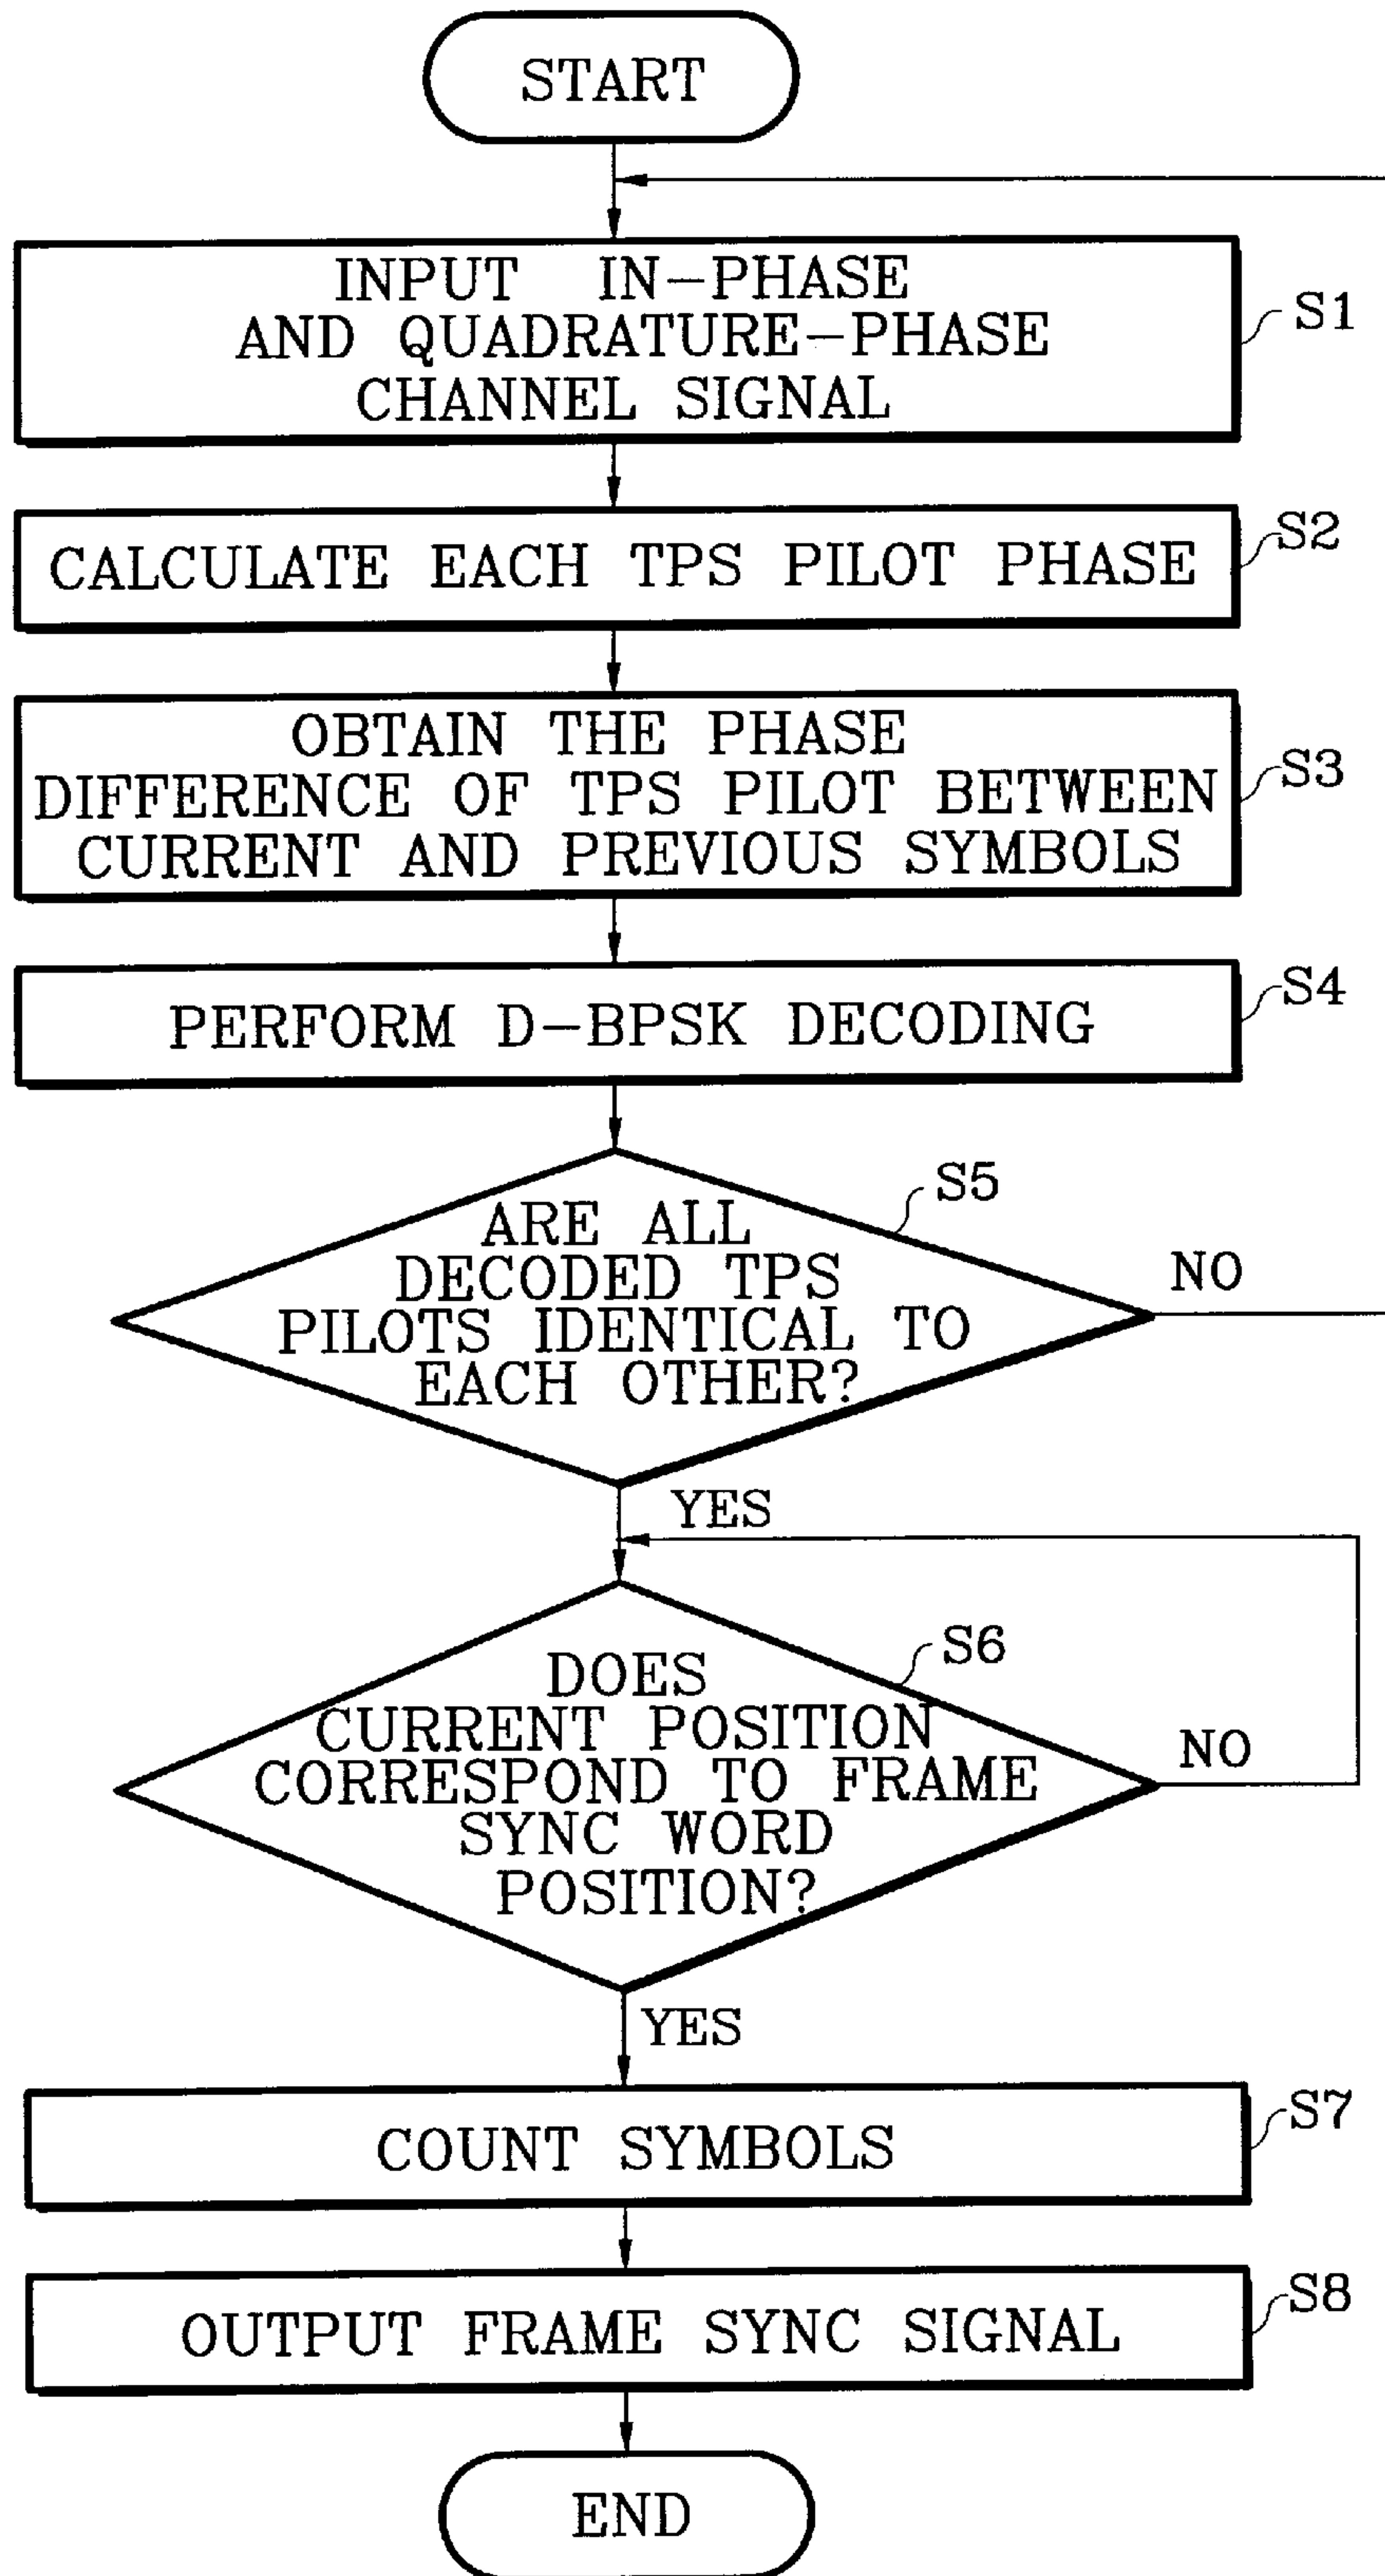 START
INPUT IN-PHASE
AND QUADRATURE-PHASE
CHANNEL SIGNAL
S1
CALCULATE EACH TPS PILOT PHASE
S2
OBTAIN THE PHASE
DIFFERENCE OF TPS PILOT BETWEEN
CURRENT AND PREVIOUS SYMBOLS
S3
PERFORM D-BPSK DECODING
S4
ARE ALL
DECODED TPS
PILOTS IDENTICAL TO
EACH OTHER?
S5
NO
YES
DOES
CURRENT POSITION
CORRESPOND TO FRAME
SYNC WORD
POSITION?
S6
NO
YES
COUNT SYMBOLS
S7
OUTPUT FRAME SYNC SIGNAL
S8
END